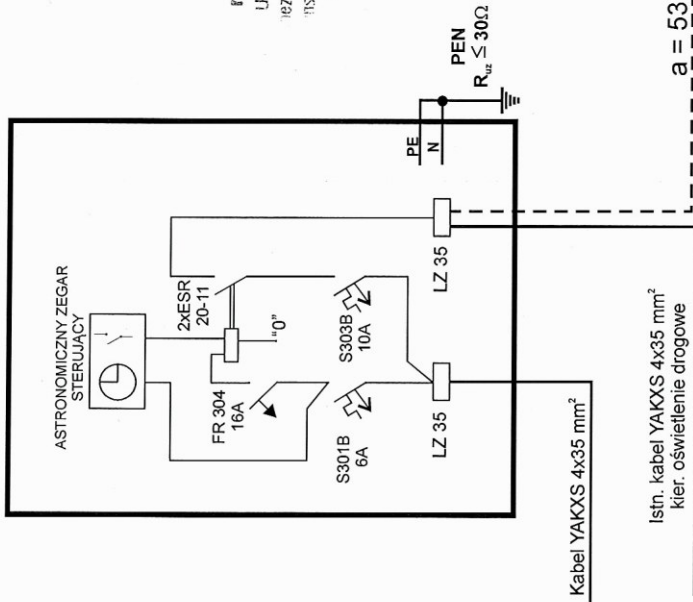 ASTRONOMICZNY ZEGAR
STERUJĄCY
2xESR
20-11
"0"
FR 304
16A
S301B
6A
S303B
10A
LZ 35
LZ 35
PE
N
PEN
Ruz ≤ 30Ω
Kabel YAKXS 4x35 mm²
Istn. kabel YAKXS 4x35 mm²
kier. oświetlenie drogowe
a = 53